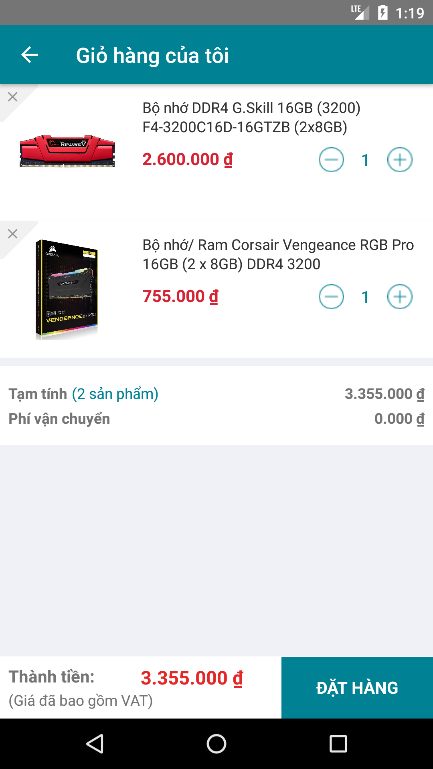 LTE 1:19
Giỏ hàng của tôi
Bộ nhớ DDR4 G.Skill 16GB (3200)
F4-3200C16D-16GTZB (2x8GB)
2.600.000 ₫
1
Bộ nhớ/ Ram Corsair Vengeance RGB Pro
16GB (2 x 8GB) DDR4 3200
755.000 ₫
1
VENGEANCE
Tạm tính (2 sản phẩm) 3.355.000 ₫
Phí vận chuyển 0.000 ₫
Thành tiền: 3.355.000 ₫
(Giá đã bao gồm VAT)
ĐẶT HÀNG